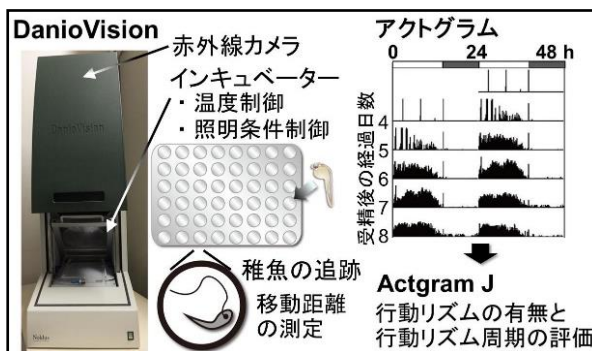 DanioVision
赤外線カメラ
インキュベーター
・温度制御
・照明条件制御
DanioVision
稚魚の追跡
移動距離
の測定
Noldus
アクトグラム
0 24 48 h
受精後の経過日数
4
5
6
7
8
Actgram J
行動リズムの有無と
行動リズム周期の評価